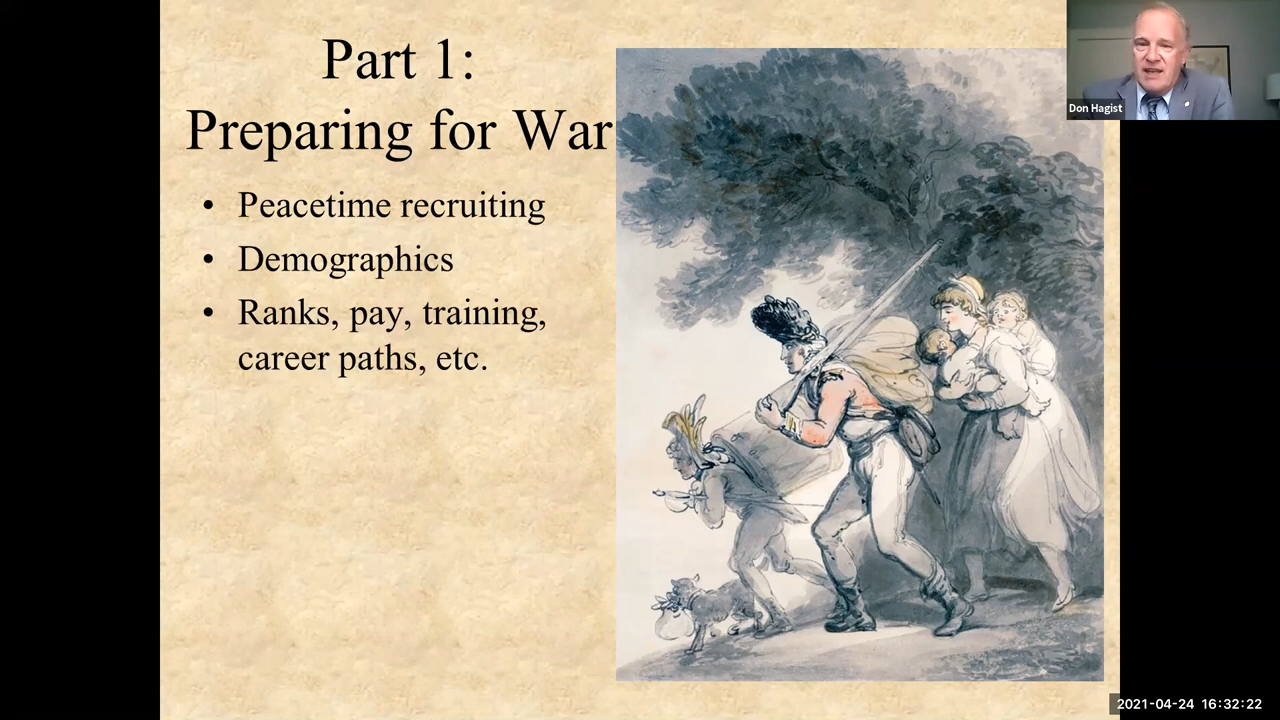 Part 1:
Preparing for War
• Peacetime recruiting
• Demographics
• Ranks, pay, training,
career paths, etc.
Don Hagist
2021-04-24 16:32:22